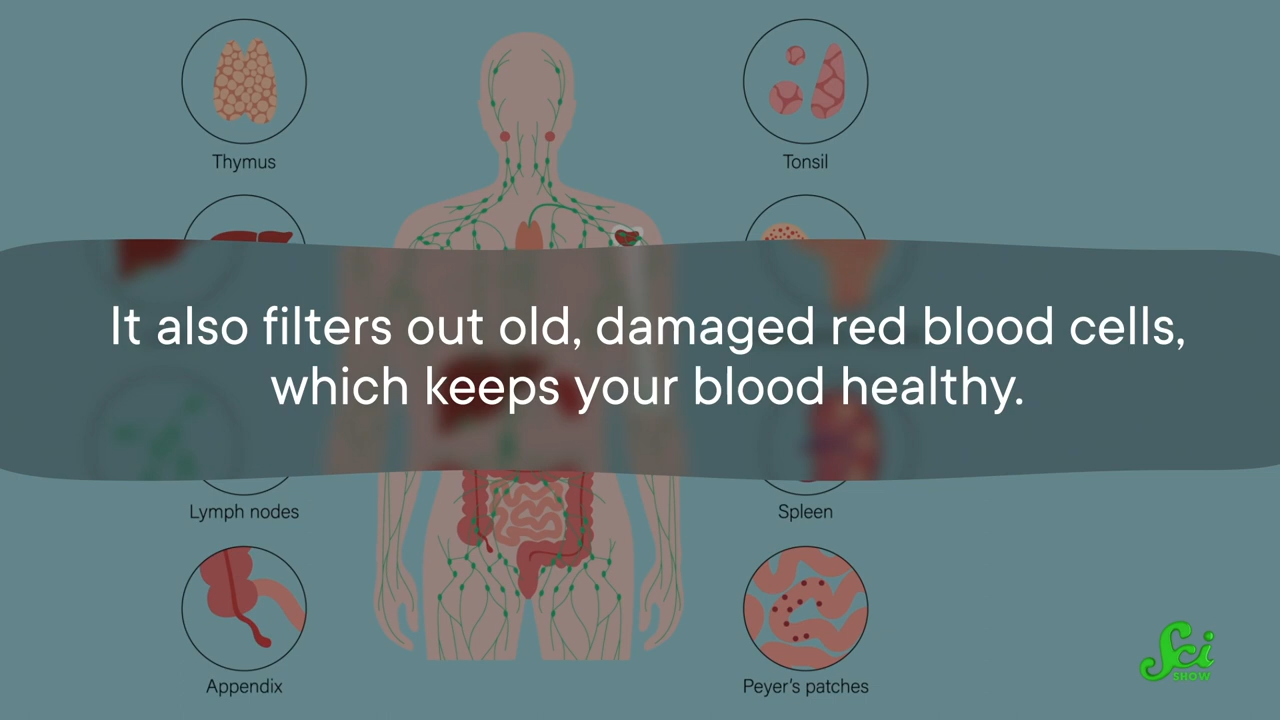 Thymus
Tonsil
It also filters out old, damaged red blood cells,
which keeps your blood healthy.
Lymph nodes
Spleen
Appendix
Peyer's patches
Sci
SHOW